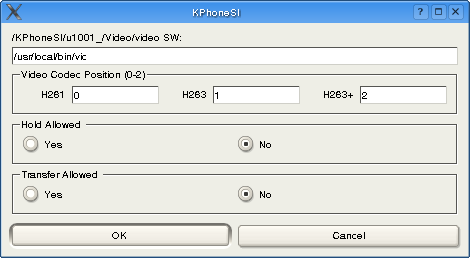 KPhoneSI
/KPhoneSI/u1001_/Video/video SW:
/usr/local/bin/vic
Video Codec Position (0-2)
H261 0 H263 1 H263+ 2
Hold Allowed
Yes No
Transfer Allowed
Yes No
OK Cancel